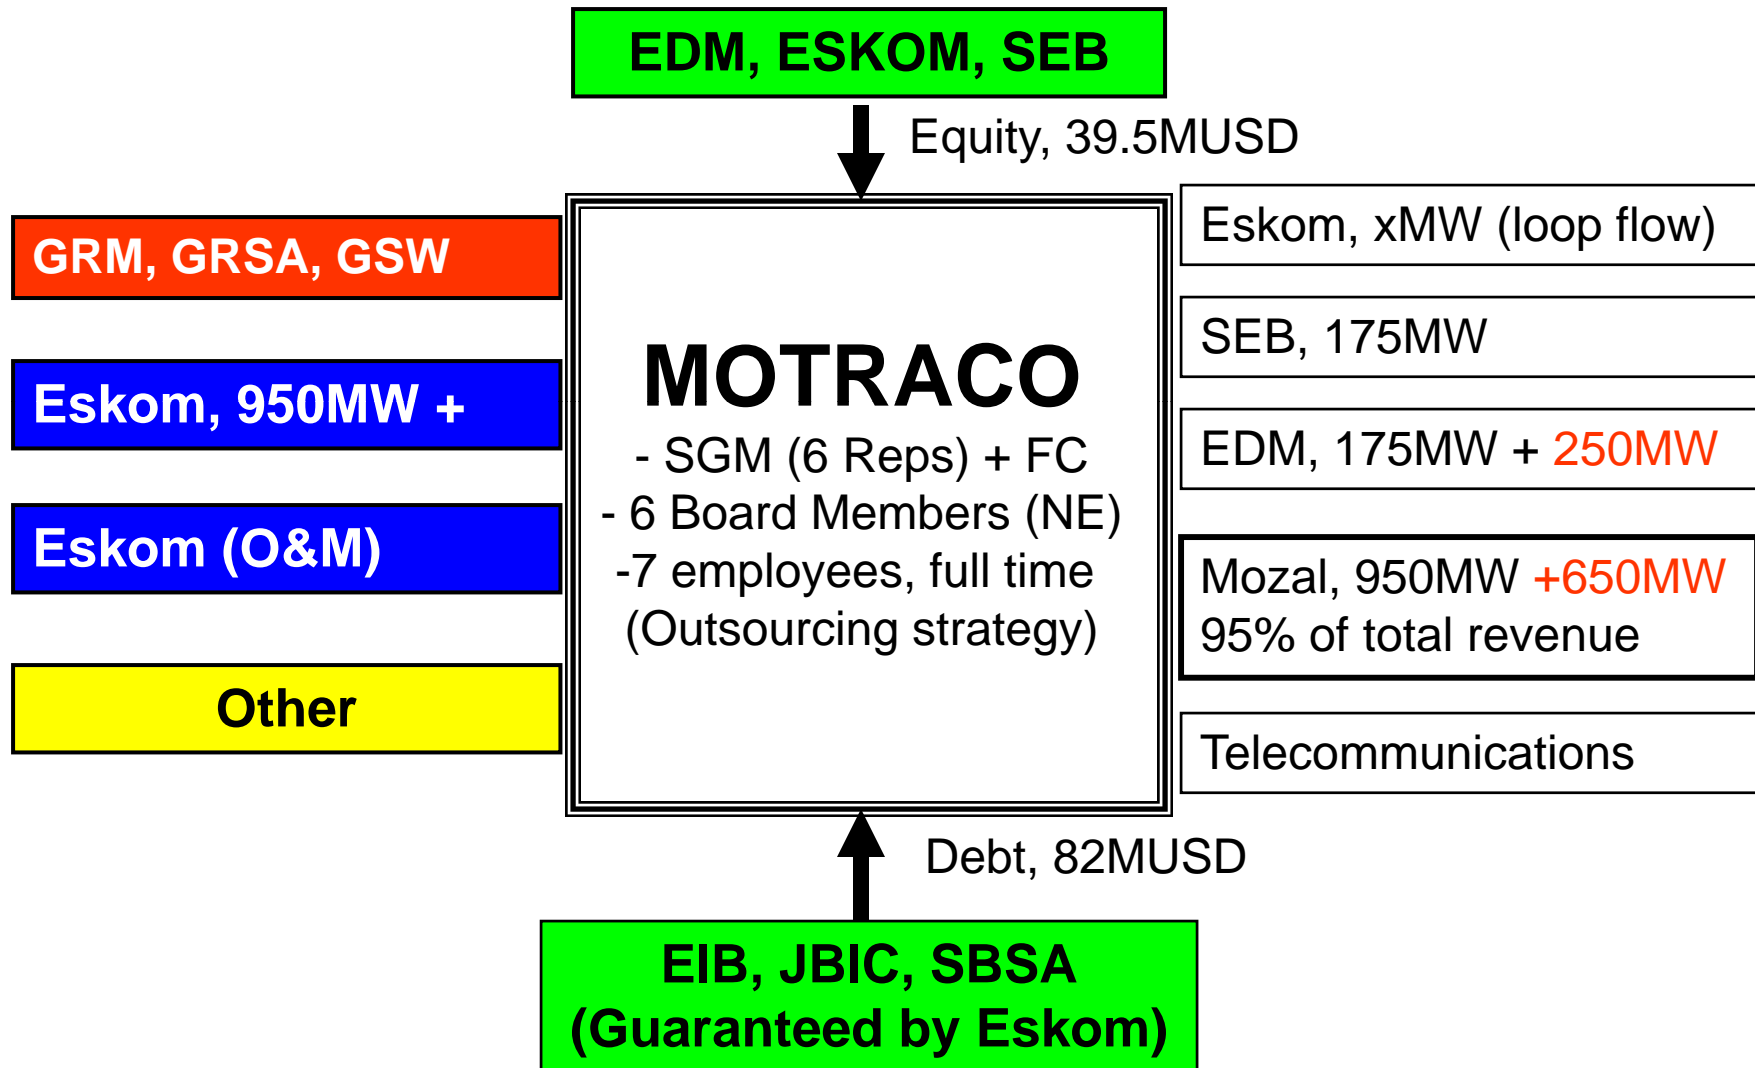 EDM, ESKOM, SEB
Equity, 39.5MUSD
GRM, GRSA, GSW
Eskom, 950MW +
Eskom (O&M)
Other
MOTRACO
- SGM (6 Reps) + FC
- 6 Board Members (NE)
-7 employees, full time
(Outsourcing strategy)
Eskom, xMW (loop flow)
SEB, 175MW
EDM, 175MW + 250MW
Mozal, 950MW +650MW
95% of total revenue
Telecommunications
Debt, 82MUSD
EIB, JBIC, SBSA
(Guaranteed by Eskom)